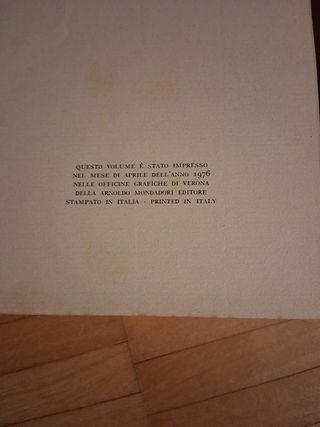 QUESTO VOLUME È STATO IMPRESSO
NEL MESE DI APRILE DELL'ANNO 1976
NELLE OFFICINE GRAFICHE DI VERONA
DELLA ARNOLDO MONDADORI EDITORE
STAMPATO IN ITALIA - PRINTED IN ITALY